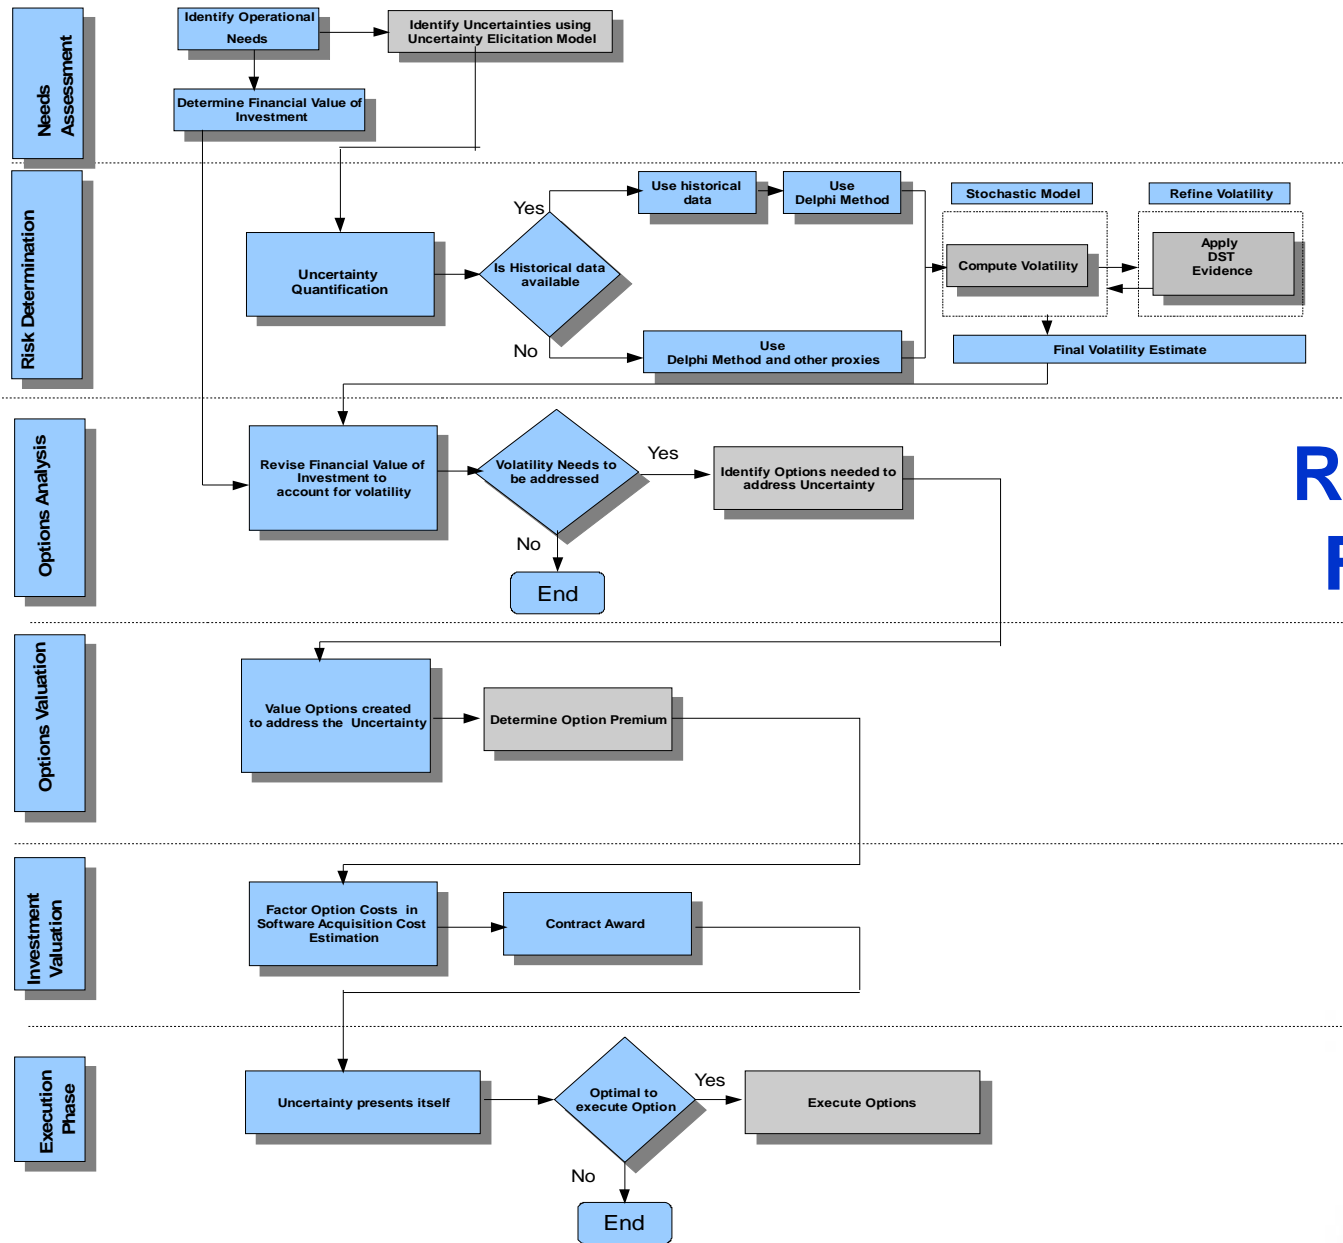 Needs
Assessment
Identify Operational
Needs
Identify Uncertainties using
Uncertainty Elicitation Model
Determine Financial Value of
Investment
Risk Determination
Uncertainty
Quantification
Is Historical data
available
Yes
No
Use historical
data
Use
Delphi Method
Use
Delphi Method and other proxies
Stochastic Model
Compute Volatility
Refine Volatility
Apply
DST
Evidence
Final Volatility Estimate
Options Analysis
Revise Financial Value of
Investment to
account for volatility
Volatility Needs to
be addressed
Yes
No
End
Identify Options needed to
address Uncertainty
R
F
Options Valuation
Value Options created
to address the Uncertainty
Determine Option Premium
Investment
Valuation
Factor Option Costs in
Software Acquisition Cost
Estimation
Contract Award
Execution
Phase
Uncertainty presents itself
Optimal to
execute Option
Yes
No
End
Execute Options